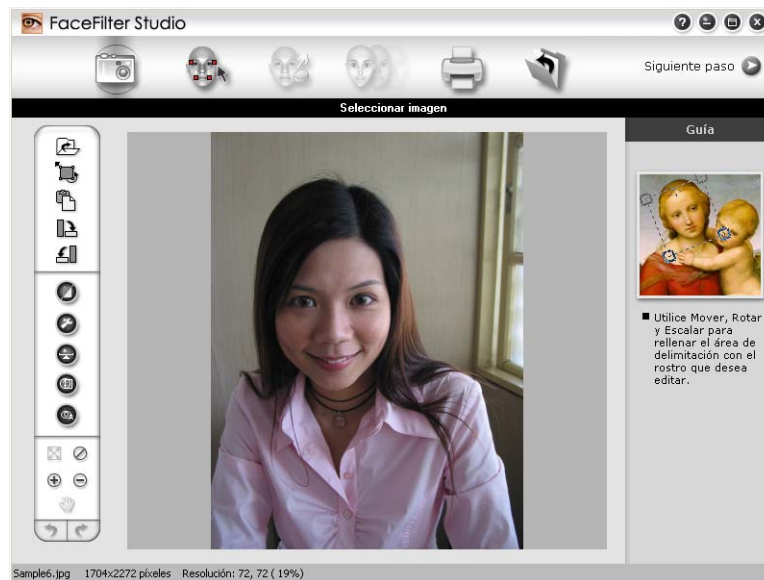 FaceFilter Studio
Siguiente paso
Seleccionar imagen
Guía
Utilice Mover, Rotar
y Escalar para
rellenar el área de
delimitación con el
rostro que desea
editar.
Sample6.jpg 1704x2272 píxeles Resolución: 72, 72 ( 19%)